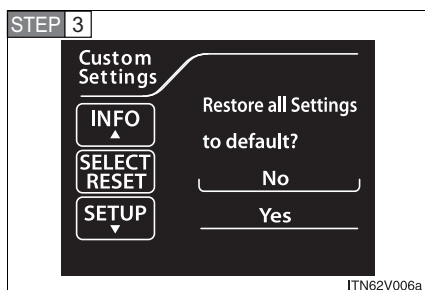 STEP 3
Custom
Settings
INFO
SELECT
RESET
SETUP
Restore all Settings
to default?
No
Yes
ITN62V006a